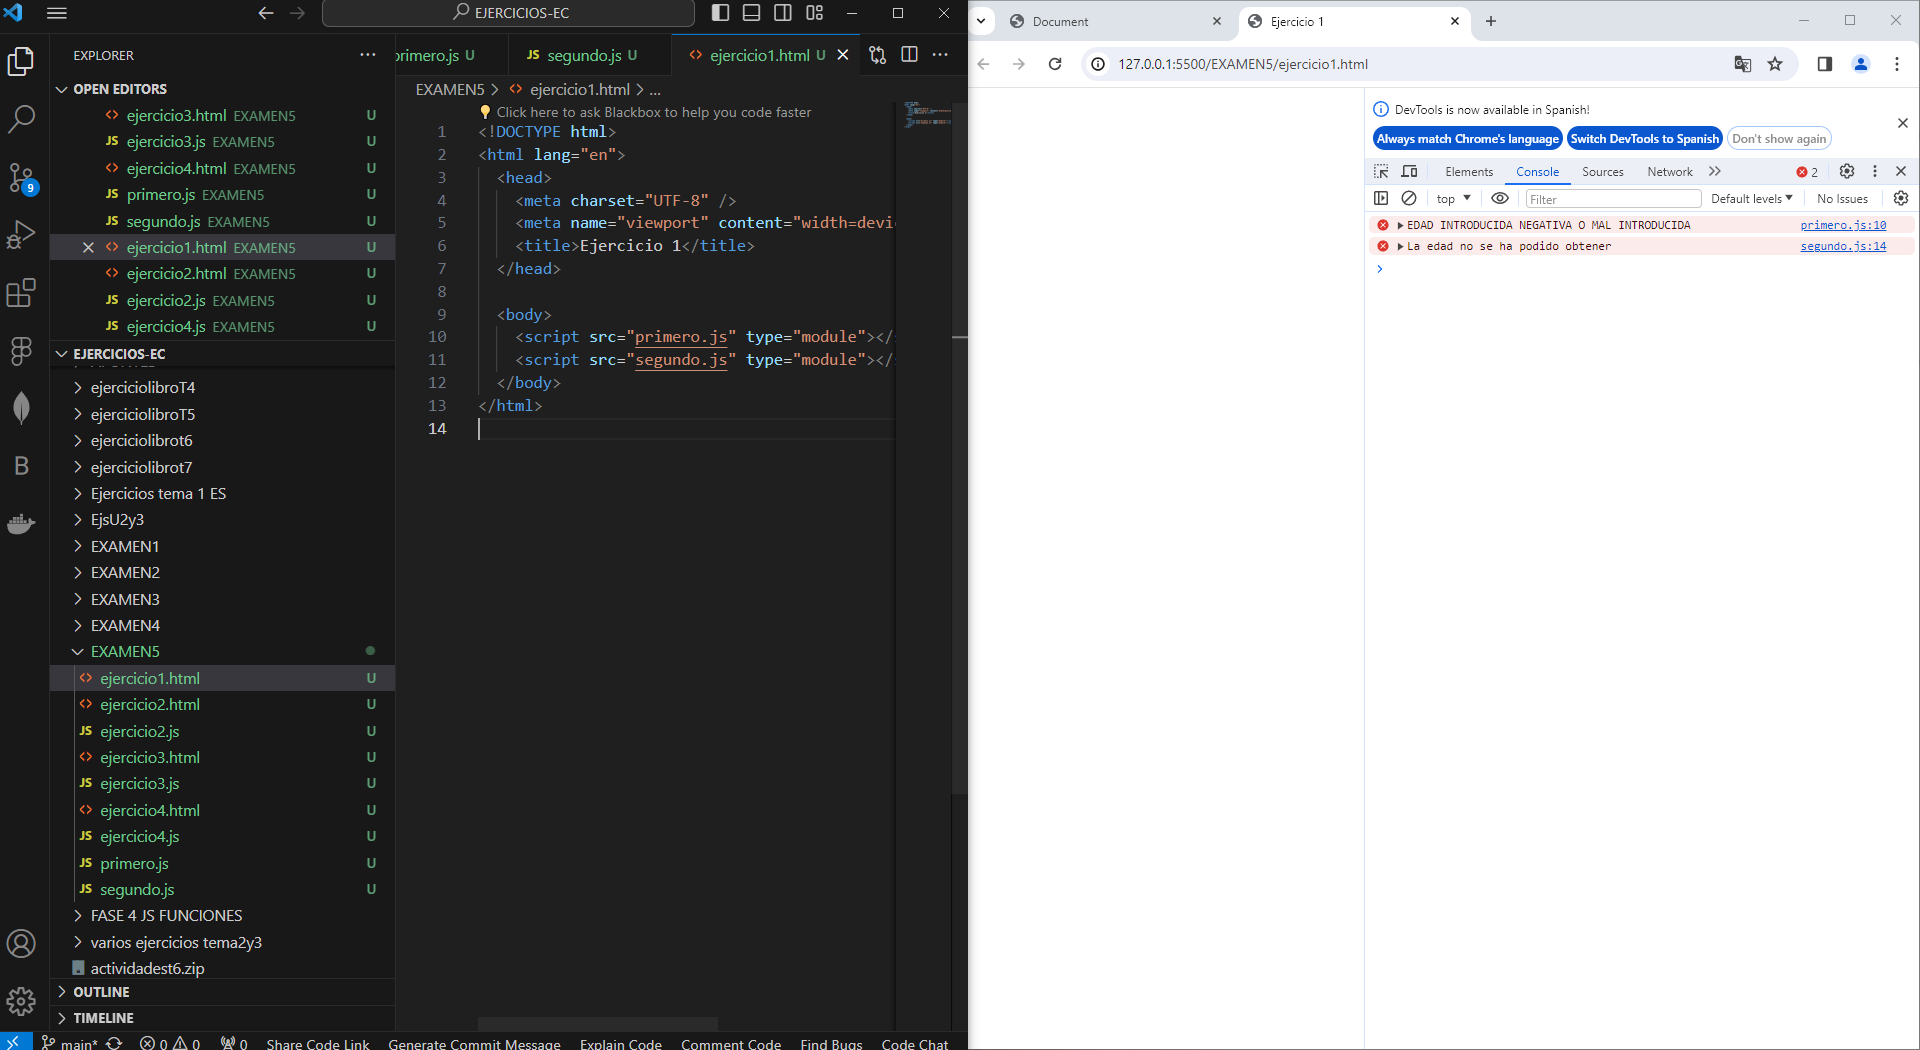 EJERCICIOS-EC
EXPLORER
OPEN EDITORS
ejercicio3.html EXAMEN5 U
ejercicio3.js EXAMEN5 U
ejercicio4.html EXAMEN5 U
primero.js EXAMEN5 U
segundo.js EXAMEN5 U
ejercicio1.html EXAMEN5 U
ejercicio2.html EXAMEN5 U
ejercicio2.js EXAMEN5 U
ejercicio4.js EXAMEN5 U
EJERCICIOS-EC
ejerciciolibroT4
ejerciciolibroT5
ejerciciolibrot6
ejerciciolibrot7
Ejercicios tema 1 ES
EjsU2y3
EXAMEN1
EXAMEN2
EXAMEN3
EXAMEN4
EXAMEN5
ejercicio1.html U
ejercicio2.html U
ejercicio2.js U
ejercicio3.html U
ejercicio3.js U
ejercicio4.html U
ejercicio4.js U
primero.js U
segundo.js U
FASE 4 JS FUNCIONES
varios ejercicios tema2y3
actividadest6.zip
OUTLINE
TIMELINE
9
B
primero.js U
JS segundo.js U
<> ejercicio1.html U
EXAMEN5 > <> ejercicio1.html > ...
Click here to ask Blackbox to help you code faster
1 <!DOCTYPE html>
2 <html lang="en">
3 <head>
4 <meta charset="UTF-8" />
5 <meta name="viewport" content="width=devi
6 <title>Ejercicio 1</title>
7 </head>
8
9 <body>
10 <script src="primero.js" type="module"></
11 <script src="segundo.js" type="module"></
12 </body>
13 </html>
14
main* 0 0 0 Share Code Link Generate Commit Message Explain Code Comment Code Find Bugs Code Chat
Document
Ejercicio 1
127.0.0.1:5500/EXAMEN5/ejercicio1.html
DevTools is now available in Spanish!
Always match Chrome's language Switch DevTools to Spanish Don't show again
Elements Console Sources Network 2
top Filter Default levels No Issues
EDAD INTRODUCIDA NEGATIVA O MAL INTRODUCIDA primero.js:10
La edad no se ha podido obtener segundo.js:14